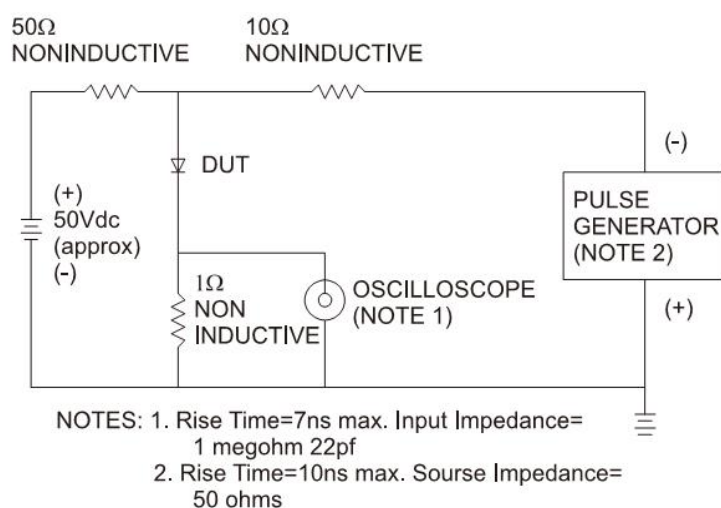 50Ω
NONINDUCTIVE
10Ω
NONINDUCTIVE
(+)
50Vdc
(approx)
(-)
DUT
1Ω
NON
INDUCTIVE
OSCILLOSCOPE
(NOTE 1)
(-)
PULSE
GENERATOR
(NOTE 2)
(+)
NOTES: 1. Rise Time=7ns max. Input Impedance=
1 megohm 22pf
2. Rise Time=10ns max. Sourse Impedance=
50 ohms